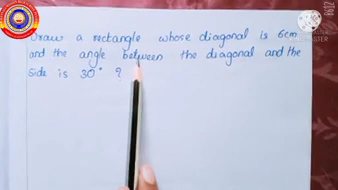 Draw a rectangle whose diagonal is 6cm
and the angle between the diagonal and the
side is 30° ?